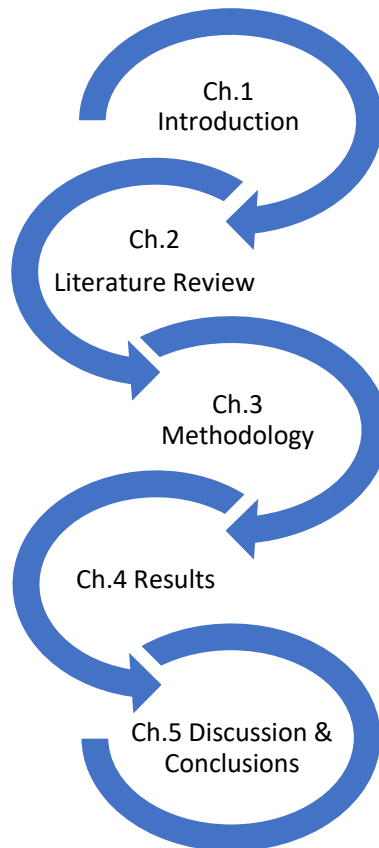 Ch.1
Introduction
Ch.2
Literature Review
Ch.3
Methodology
Ch.4 Results
Ch.5 Discussion &
Conclusions